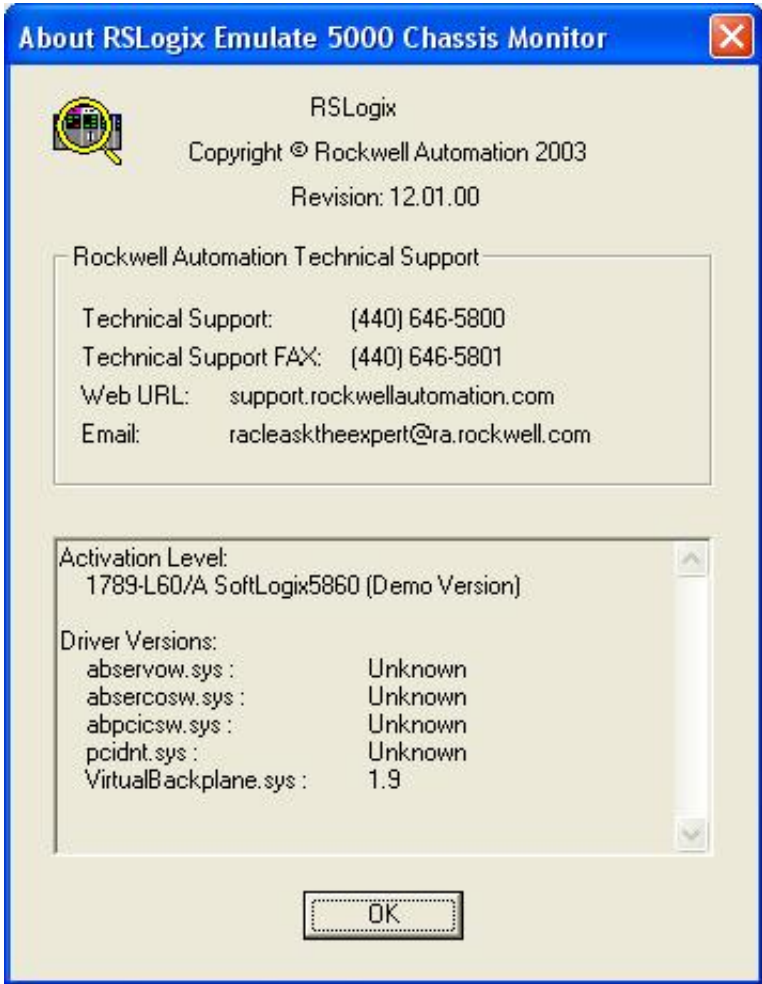 About RSLogix Emulate 5000 Chassis Monitor
RSLogix
Copyright © Rockwell Automation 2003
Revision: 12.01.00
Rockwell Automation Technical Support
Technical Support: (440) 646-5800
Technical Support FAX: (440) 646-5801
Web URL: support.rockwellautomation.com
Email: racleasktheexpert@ra.rockwell.com
Activation Level:
1789-L60/A SoftLogix5860 (Demo Version)
Driver Versions:
abservow.sys : Unknown
absercosw.sys : Unknown
abpcicsw.sys : Unknown
pcidnt.sys : Unknown
VirtualBackplane.sys : 1.9
OK